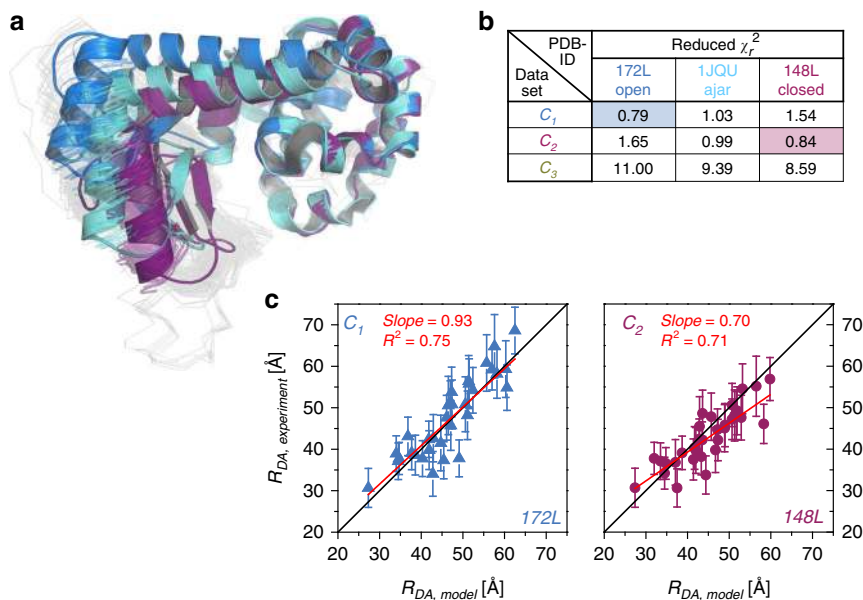 a
b
PDB-
ID
Data
set
Reduced χr²
172L
open
1JQU
ajar
148L
closed
C1 0.79 1.03 1.54
C2 1.65 0.99 0.84
C3 11.00 9.39 8.59
c
C1
Slope = 0.93
R² = 0.75
172L
70
60
50
40
30
20
20 30 40 50 60 70
RDA, experiment [Å]
RDA, model [Å]
C2
Slope = 0.70
R² = 0.71
148L
70
60
50
40
30
20
20 30 40 50 60 70
RDA, model [Å]